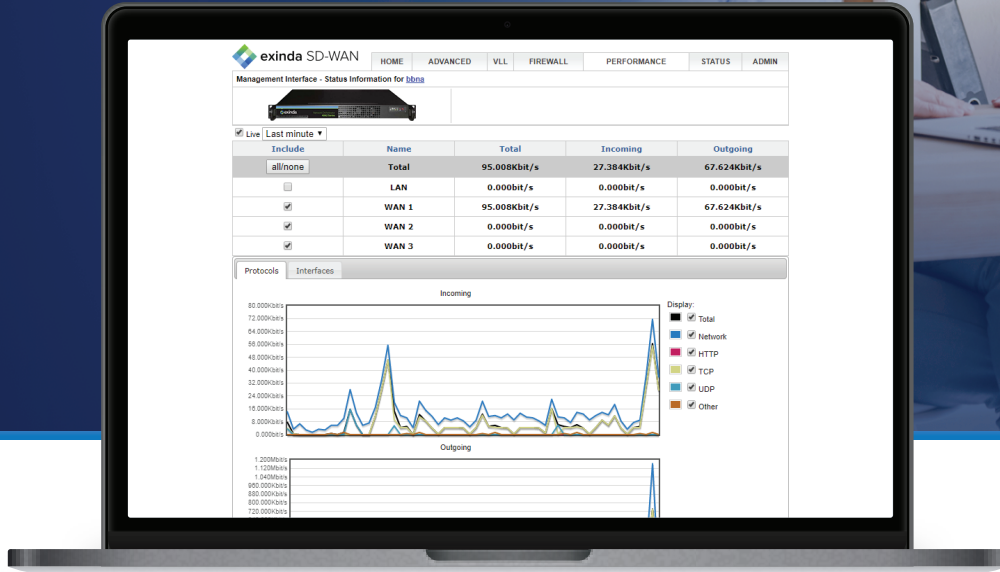 exinda SD-WAN
HOME ADVANCED VLL FIREWALL PERFORMANCE STATUS ADMIN
Management Interface - Status Information for bbna
exinda
Live Last minute
Include Name Total Incoming Outgoing
all/none Total 95.008Kbit/s 27.384Kbit/s 67.624Kbit/s
LAN 0.000bit/s 0.000bit/s 0.000bit/s
WAN 1 95.008Kbit/s 27.384Kbit/s 67.624Kbit/s
WAN 2 0.000bit/s 0.000bit/s 0.000bit/s
WAN 3 0.000bit/s 0.000bit/s 0.000bit/s
Protocols Interfaces
Incoming
80.000Kbit/s
72.000Kbit/s
64.000Kbit/s
56.000Kbit/s
48.000Kbit/s
40.000Kbit/s
32.000Kbit/s
24.000Kbit/s
16.000Kbit/s
8.000Kbit/s
0.000bit/s
Display:
Total
Network
HTTP
TCP
UDP
Other
Outgoing
1.200Mbit/s
1.120Mbit/s
1.040Mbit/s
960.000Kbit/s
880.000Kbit/s
800.000Kbit/s
720.000Kbit/s